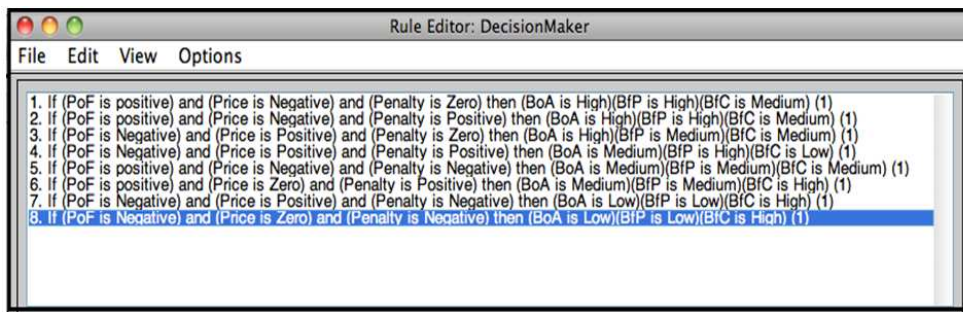 Rule Editor: DecisionMaker
File Edit View Options
1. If (PoF is positive) and (Price is Negative) and (Penalty is Zero) then (BoA is High)(BfP is High)(BfC is Medium) (1)
2. If (PoF is positive) and (Price is Negative) and (Penalty is Positive) then (BoA is High)(BfP is High)(BfC is Medium) (1)
3. If (PoF is Negative) and (Price is Positive) and (Penalty is Zero) then (BoA is High)(BfP is Medium)(BfC is Medium) (1)
4. If (PoF is Negative) and (Price is Positive) and (Penalty is Positive) then (BoA is Medium)(BfP is High)(BfC is Low) (1)
5. If (PoF is positive) and (Price is Negative) and (Penalty is Negative) then (BoA is Medium)(BfP is Medium)(BfC is Medium) (1)
6. If (PoF is positive) and (Price is Zero) and (Penalty is Positive) then (BoA is Medium)(BfP is Medium)(BfC is High) (1)
7. If (PoF is Negative) and (Price is Positive) and (Penalty is Negative) then (BoA is Low)(BfP is Low)(BfC is High) (1)
8. If (PoF is Negative) and (Price is Zero) and (Penalty is Negative) then (BoA is Low)(BfP is Low)(BfC is High) (1)